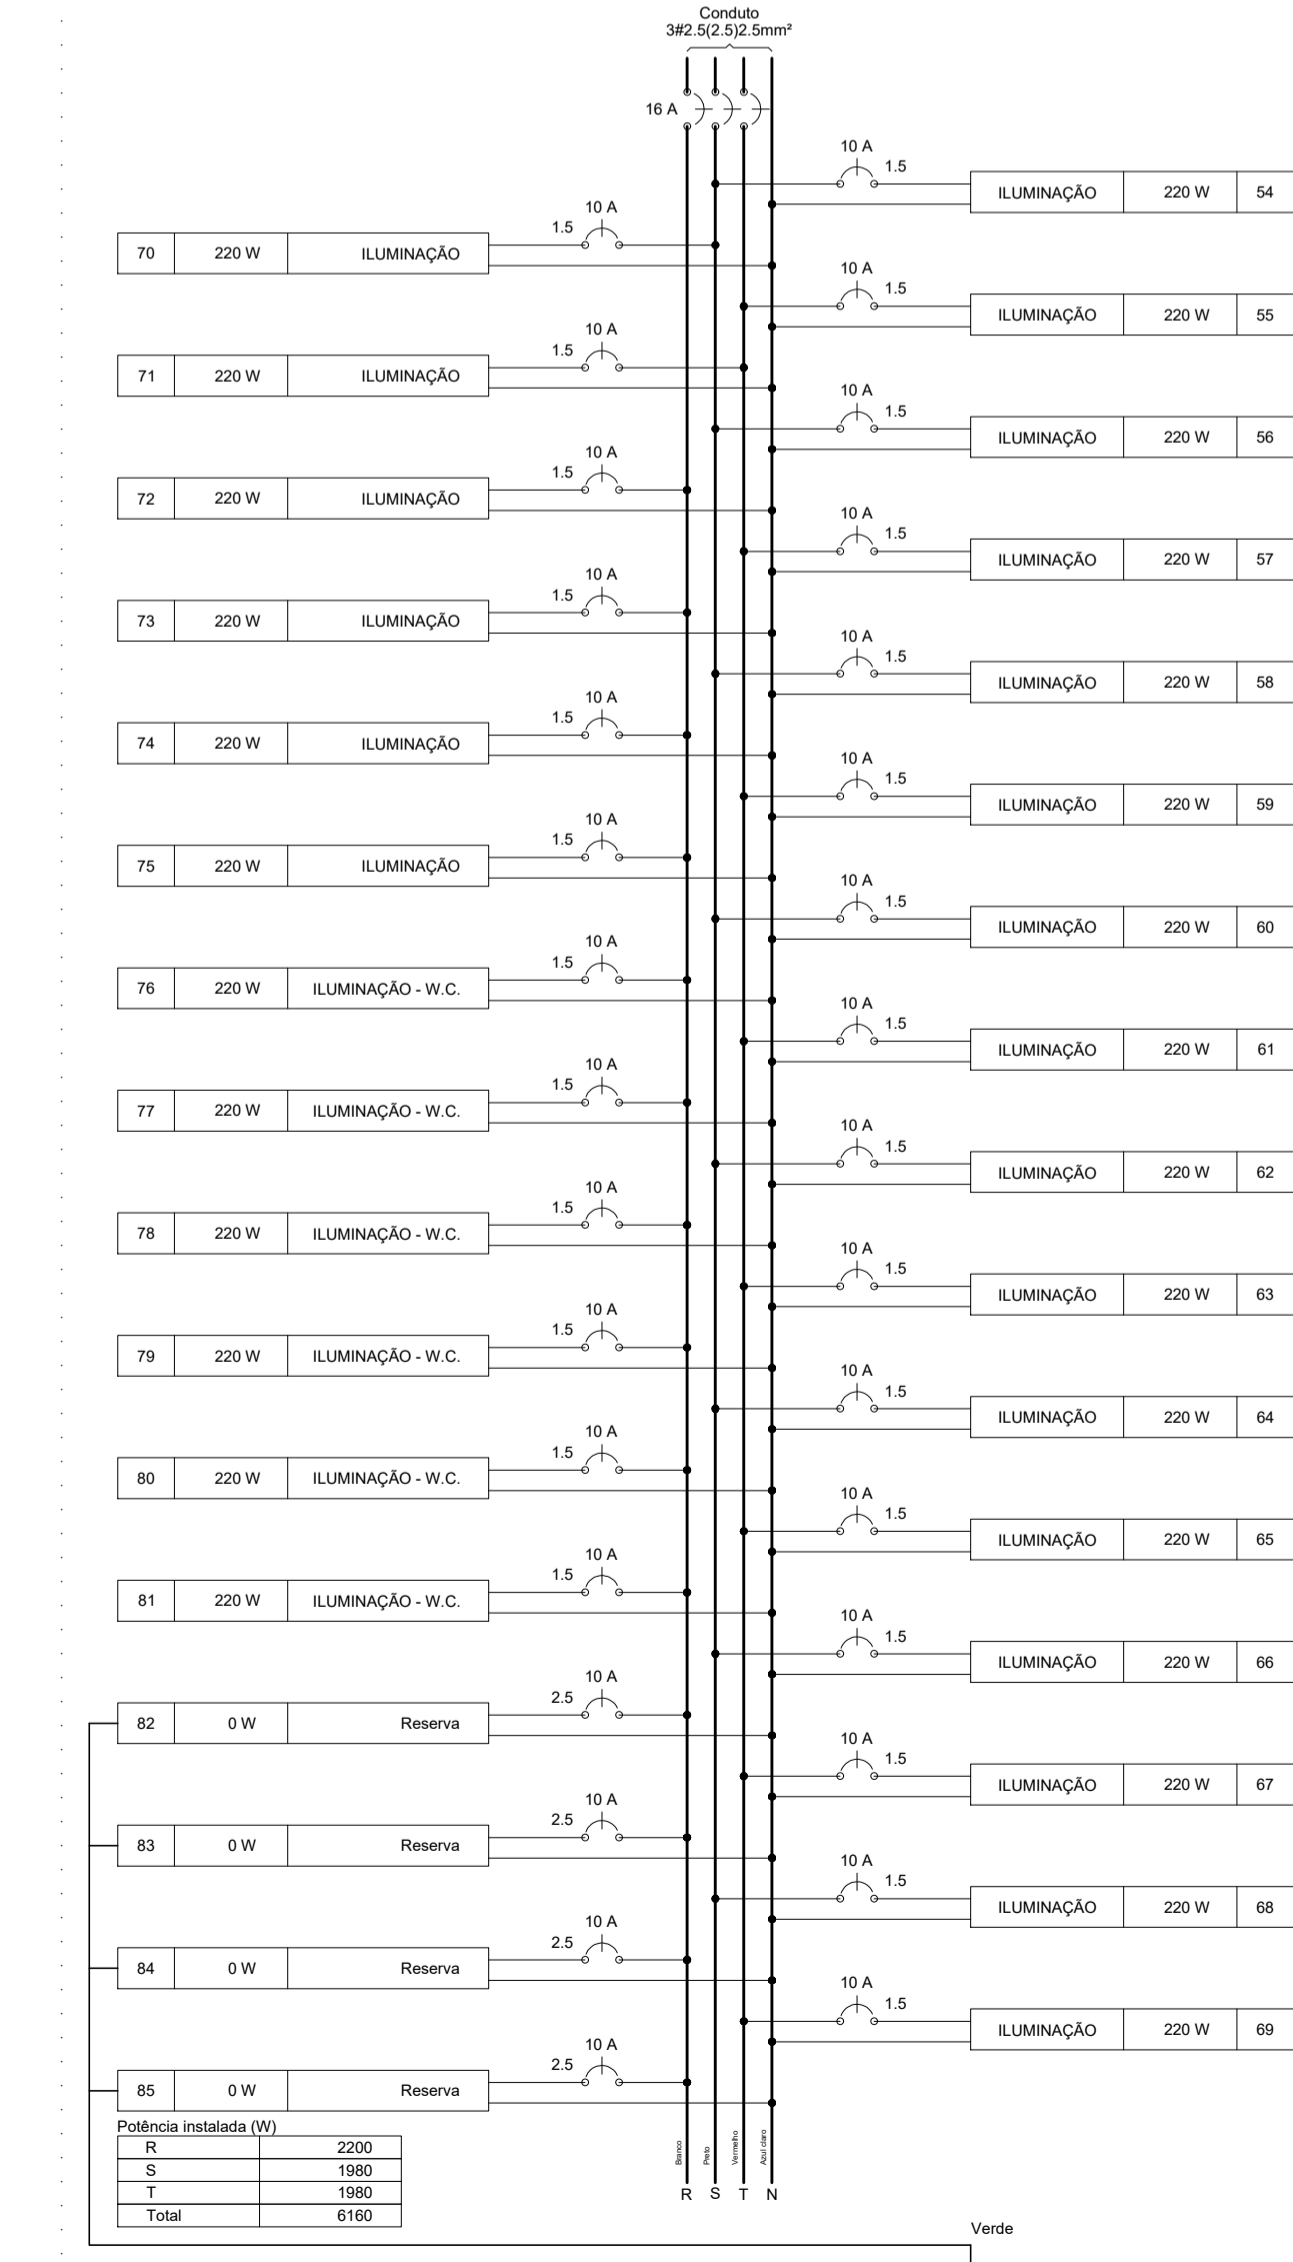 Conduto
3#2.5(2.5)2.5mm²
16 A
10 A
1.5
ILUMINAÇÃO 220 W 54
10 A
1.5
70 220 W ILUMINAÇÃO
10 A
1.5
ILUMINAÇÃO 220 W 55
10 A
1.5
71 220 W ILUMINAÇÃO
10 A
1.5
ILUMINAÇÃO 220 W 56
10 A
1.5
72 220 W ILUMINAÇÃO
10 A
1.5
ILUMINAÇÃO 220 W 57
10 A
1.5
73 220 W ILUMINAÇÃO
10 A
1.5
ILUMINAÇÃO 220 W 58
10 A
1.5
74 220 W ILUMINAÇÃO
10 A
1.5
ILUMINAÇÃO 220 W 59
10 A
1.5
75 220 W ILUMINAÇÃO
10 A
1.5
ILUMINAÇÃO 220 W 60
10 A
1.5
76 220 W ILUMINAÇÃO - W.C.
10 A
1.5
ILUMINAÇÃO 220 W 61
10 A
1.5
77 220 W ILUMINAÇÃO - W.C.
10 A
1.5
ILUMINAÇÃO 220 W 62
10 A
1.5
78 220 W ILUMINAÇÃO - W.C.
10 A
1.5
ILUMINAÇÃO 220 W 63
10 A
1.5
79 220 W ILUMINAÇÃO - W.C.
10 A
1.5
ILUMINAÇÃO 220 W 64
10 A
1.5
80 220 W ILUMINAÇÃO - W.C.
10 A
1.5
ILUMINAÇÃO 220 W 65
10 A
1.5
81 220 W ILUMINAÇÃO - W.C.
10 A
1.5
ILUMINAÇÃO 220 W 66
10 A
2.5
82 0 W Reserva
10 A
1.5
ILUMINAÇÃO 220 W 67
10 A
2.5
83 0 W Reserva
10 A
1.5
ILUMINAÇÃO 220 W 68
10 A
2.5
84 0 W Reserva
10 A
1.5
ILUMINAÇÃO 220 W 69
10 A
2.5
85 0 W Reserva
Potência instalada (W)
R 2200
S 1980
T 1980
Total 6160
Branco
Preto
Vermelho
Azul claro
R S T N
Verde